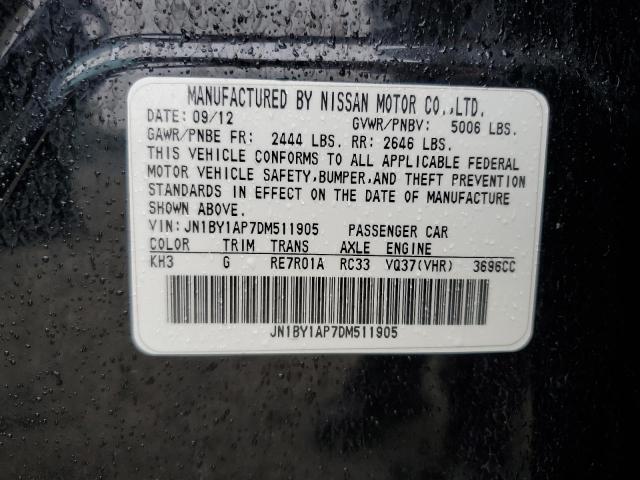 MANUFACTURED BY NISSAN MOTOR CO.,LTD.
DATE: 09/12 GVWR/PNBV: 5006 LBS.
GAWR/PNBE FR: 2444 LBS. RR: 2646 LBS.
THIS VEHICLE CONFORMS TO ALL APPLICABLE FEDERAL
MOTOR VEHICLE SAFETY,BUMPER,AND THEFT PREVENTION
STANDARDS IN EFFECT ON THE DATE OF MANUFACTURE
SHOWN ABOVE.
VIN: JN1BY1AP7DM511905 PASSENGER CAR
COLOR TRIM TRANS AXLE ENGINE
KH3 G RE7R01A RC33 VQ37(VHR) 3696CC
JN1BY1AP7DM511905